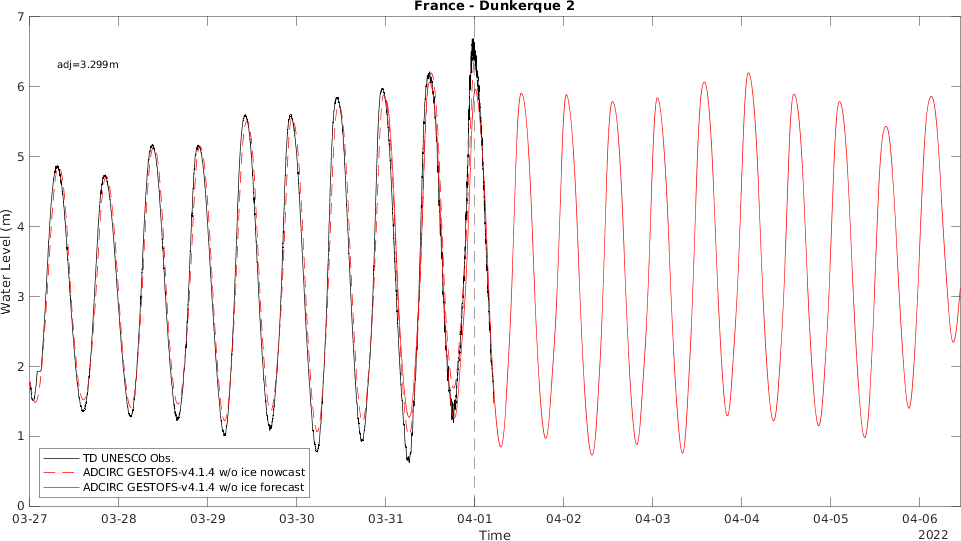 France - Dunkerque 2
adj=3.299m
Water Level (m)
7
6
5
4
3
2
1
0
TD UNESCO Obs.
ADCIRC GESTOFS-v4.1.4 w/o ice nowcast
ADCIRC GESTOFS-v4.1.4 w/o ice forecast
03-27 03-28 03-29 03-30 03-31 04-01 04-02 04-03 04-04 04-05 04-06
Time
2022